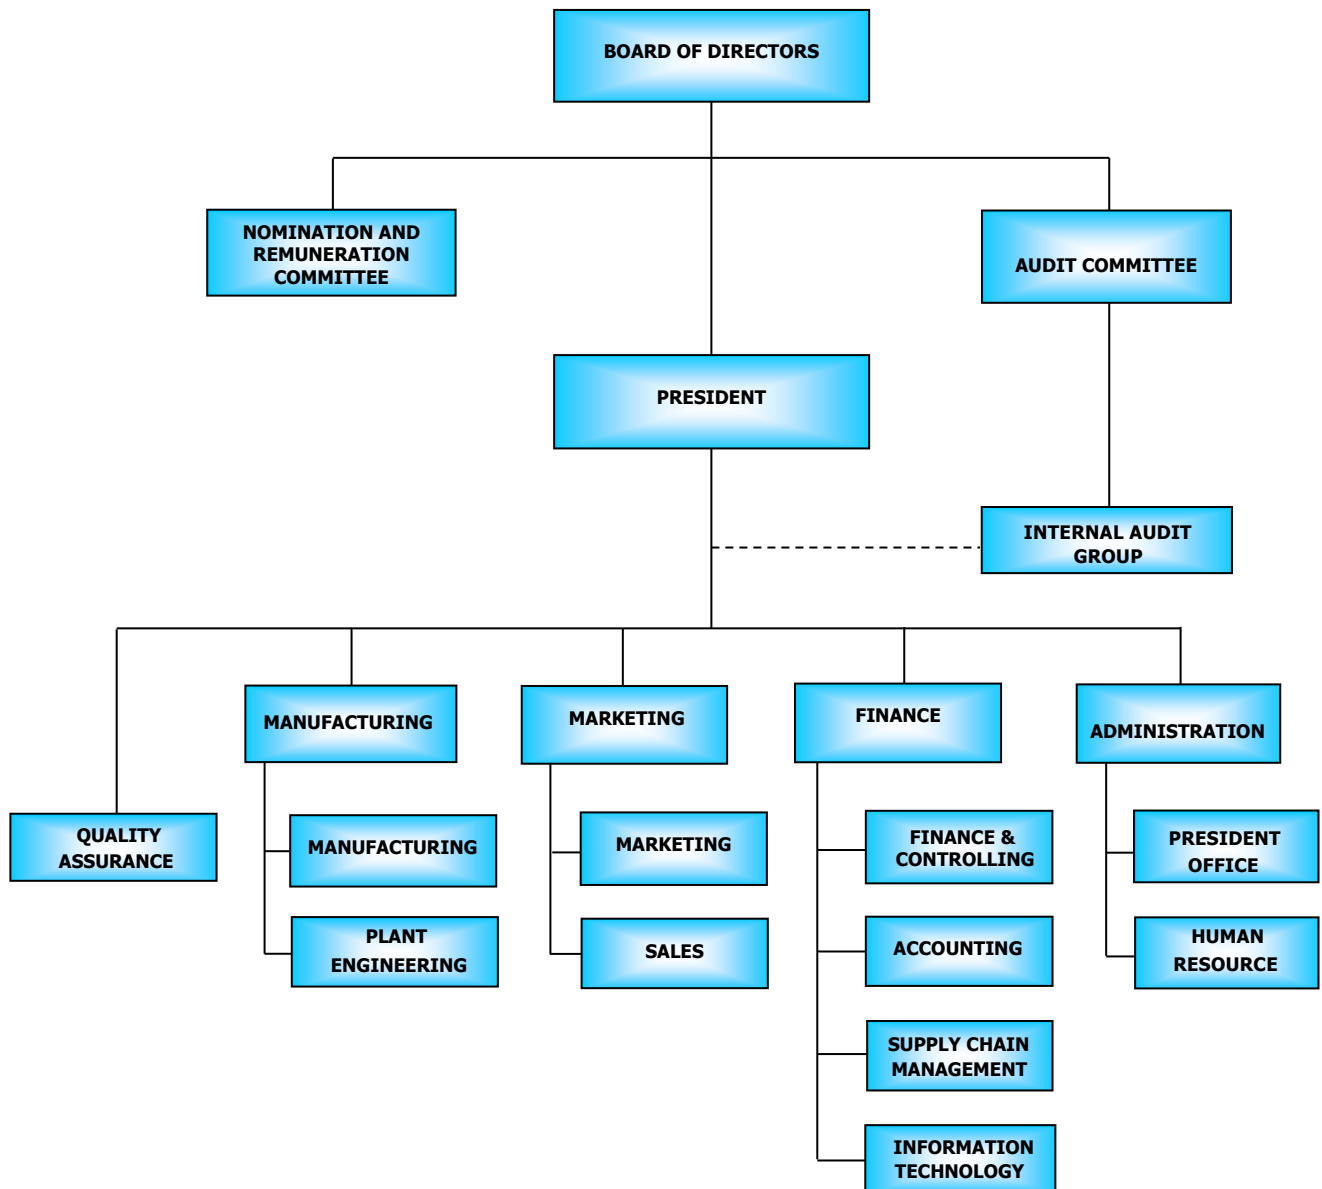 BOARD OF DIRECTORS
NOMINATION AND
REMUNERATION
COMMITTEE
AUDIT COMMITTEE
PRESIDENT
INTERNAL AUDIT
GROUP
MANUFACTURING
MARKETING
FINANCE
ADMINISTRATION
QUALITY
ASSURANCE
MANUFACTURING
MARKETING
FINANCE &
CONTROLLING
PRESIDENT
OFFICE
PLANT
ENGINEERING
SALES
ACCOUNTING
HUMAN
RESOURCE
SUPPLY CHAIN
MANAGEMENT
INFORMATION
TECHNOLOGY